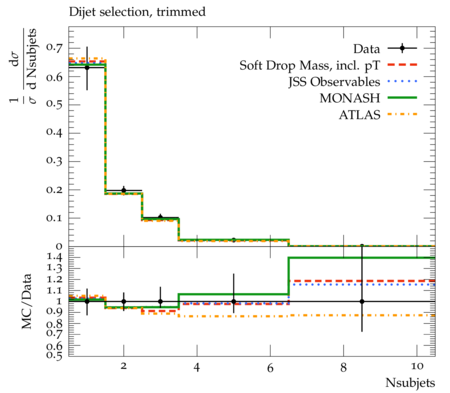 Dijet selection, trimmed
1/σ dσ/d Nsubjets
0.7
0.6
0.5
0.4
0.3
0.2
0.1
0
Data
Soft Drop Mass, incl. pT
JSS Observables
MONASH
ATLAS
MC/Data
1.4
1.3
1.2
1.1
1.0
0.9
0.8
0.7
0.6
0.5
2 4 6 8 10
Nsubjets